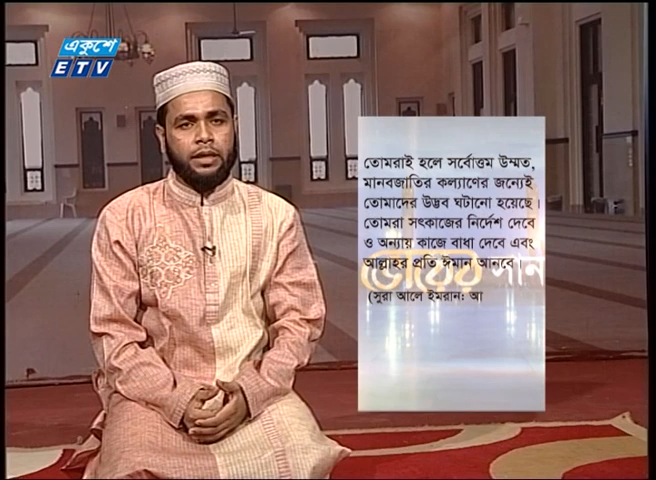 একুশে
ETV
তোমরাই হলে সর্বোত্তম উম্মত,
মানবজাতির কল্যাণের জন্যেই
তোমাদের উদ্ভব ঘটানো হয়েছে।
তোমরা সৎকাজের নির্দেশ দেবে
ও অন্যায় কাজে বাধা দেবে এবং
আল্লাহর প্রতি ঈমান আনবে।
ভোরের
(সুরা আলে ইমরান: আ